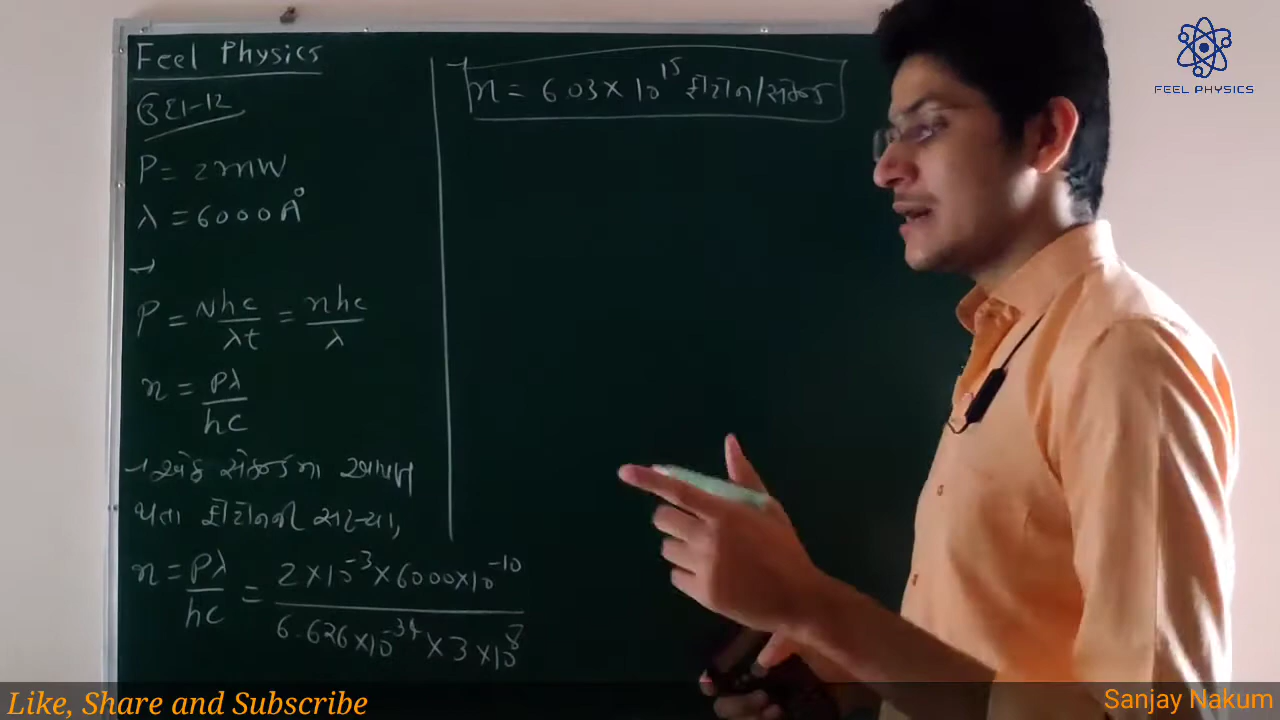 Feel Physics
ઉદા-12
P = 2mW
λ = 6000 A°
→
P = Nhc/λt = nhc/λ
n = Pλ/hc
→ એક સેકન્ડમા આપાત
થતા ફોટોનની સંખ્યા,
n = Pλ/hc = 2×10⁻³×6000×10⁻¹⁰/6.626×10⁻³⁴×3×10⁸
→ n = 6.03×10¹⁵ ફોટોન/સેકન્ડ
FEEL PHYSICS
Like, Share and Subscribe
Sanjay Nakum